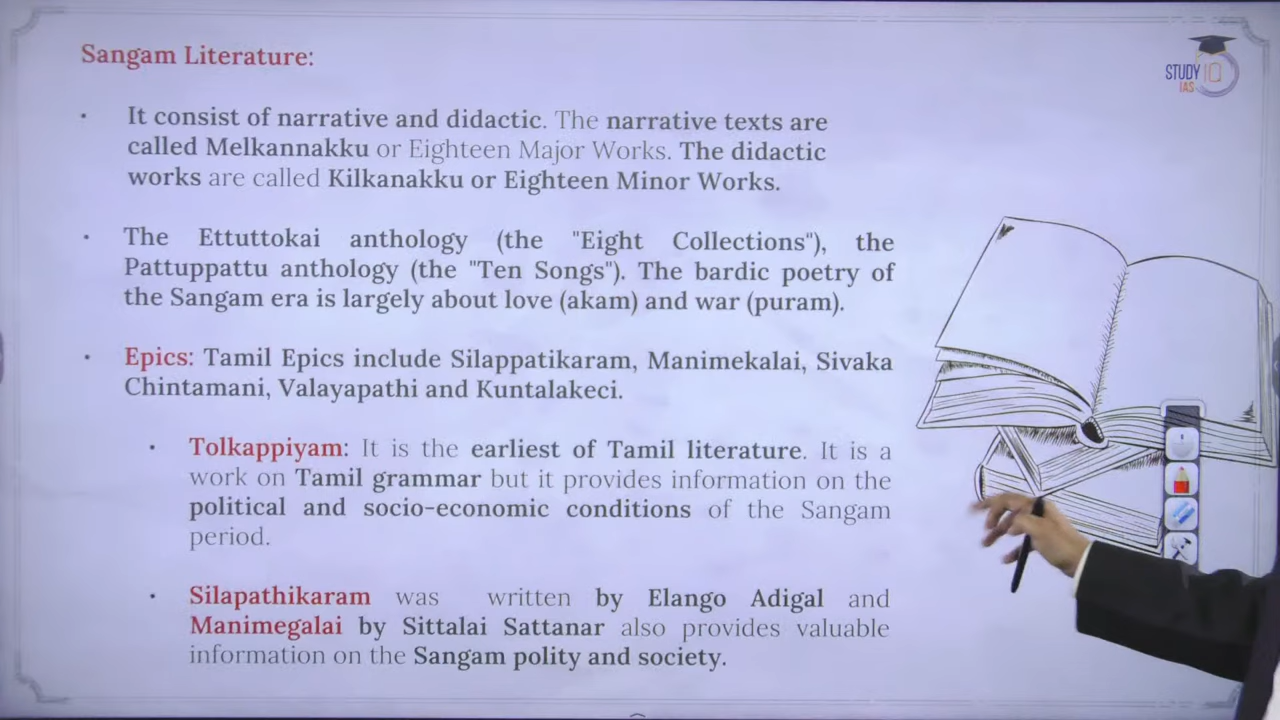 Sangam Literature:
STUDY IQ
IAS
It consist of narrative and didactic. The narrative texts are
called Melkannakku or Eighteen Major Works. The didactic
works are called Kilkanakku or Eighteen Minor Works.
The Ettuttokai anthology (the "Eight Collections"), the
Pattuppattu anthology (the "Ten Songs"). The bardic poetry of
the Sangam era is largely about love (akam) and war (puram).
Epics: Tamil Epics include Silappatikaram, Manimekalai, Sivaka
Chintamani, Valayapathi and Kuntalakeci.
Tolkappiyam: It is the earliest of Tamil literature. It is a
work on Tamil grammar but it provides information on the
political and socio-economic conditions of the Sangam
period.
Silapathikaram was written by Elango Adigal and
Manimegalai by Sittalai Sattanar also provides valuable
information on the Sangam polity and society.